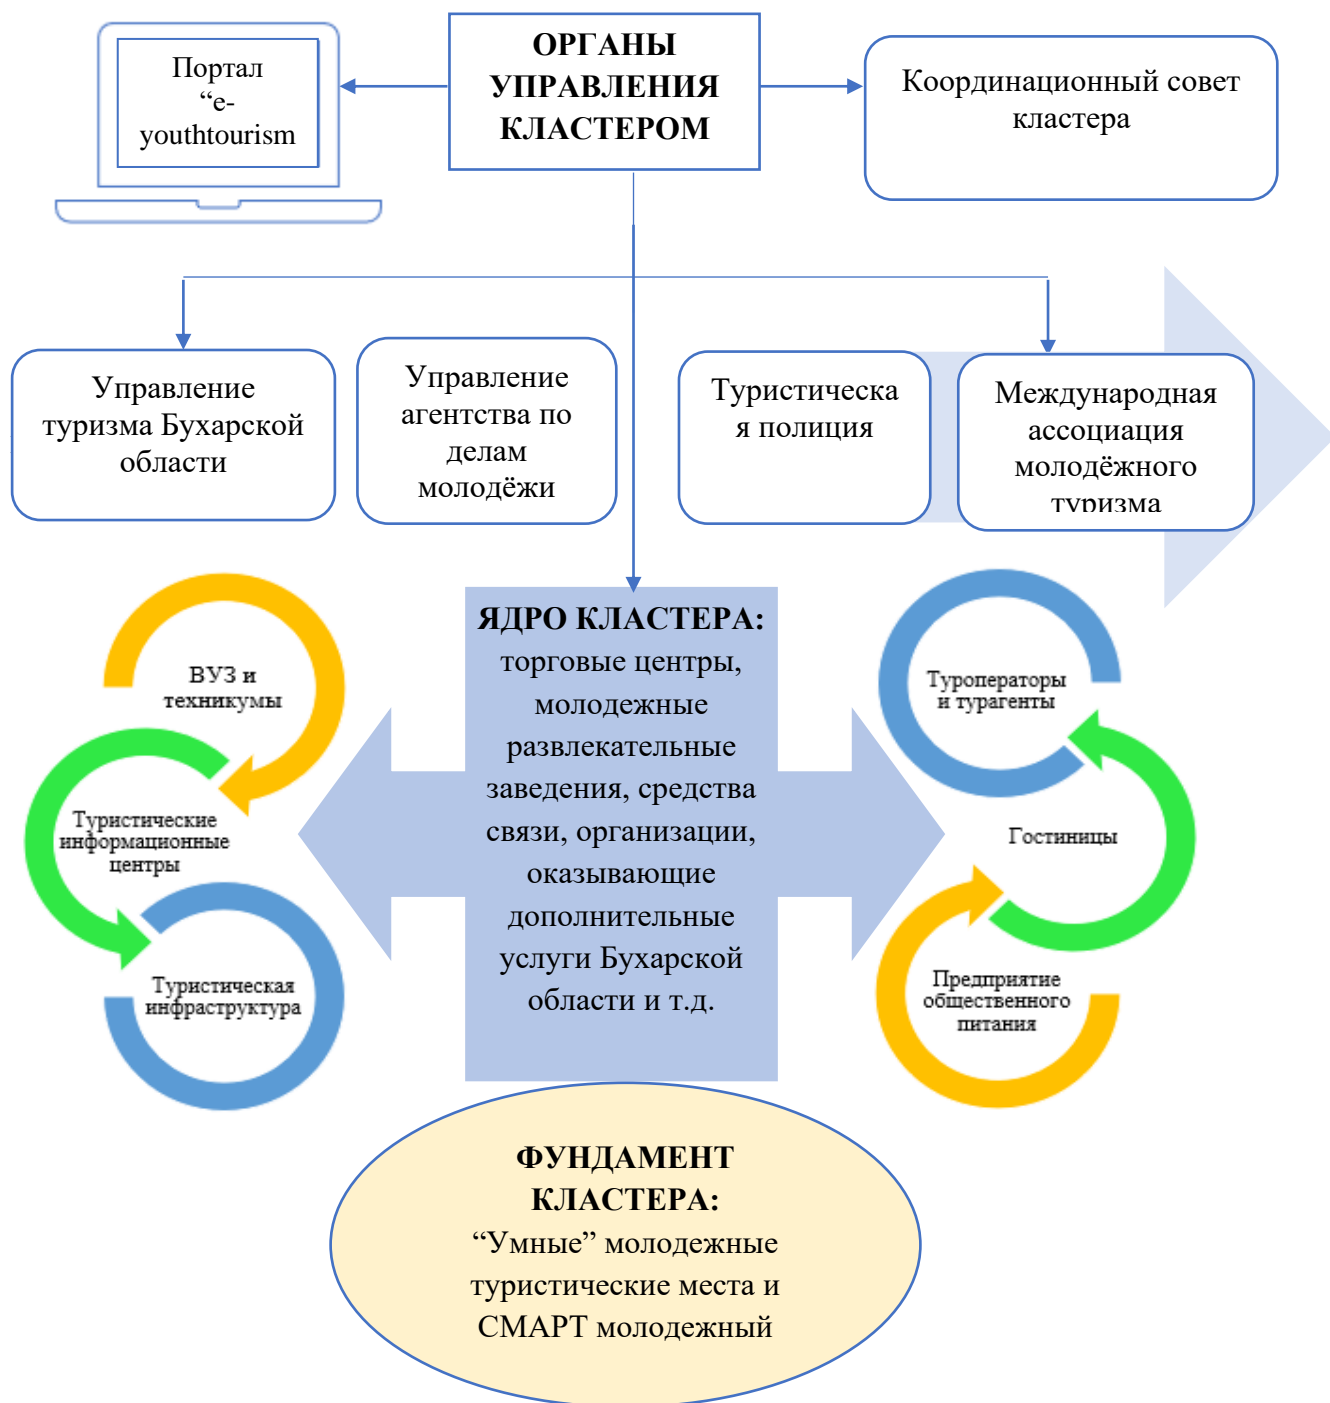 Портал
“e-
youthtourism
ОРГАНЫ
УПРАВЛЕНИЯ
КЛАСТЕРОМ
Координационный совет
кластера
Управление
туризма Бухарской
области
Управление
агентства по
делам
молодёжи
Туристическа
я полиция
Международная
ассоциация
молодёжного
туризма
ВУЗ и
техникумы
Туристические
информационные
центры
Туристическая
инфраструктура
ЯДРО КЛАСТЕРА:
торговые центры,
молодежные
развлекательные
заведения, средства
связи, организации,
оказывающие
дополнительные
услуги Бухарской
области и т.д.
Туроператоры
и турагенты
Гостиницы
Предприятие
общественного
питания
ФУНДАМЕНТ
КЛАСТЕРА:
“Умные” молодежные
туристические места и
СМАРТ молодежный